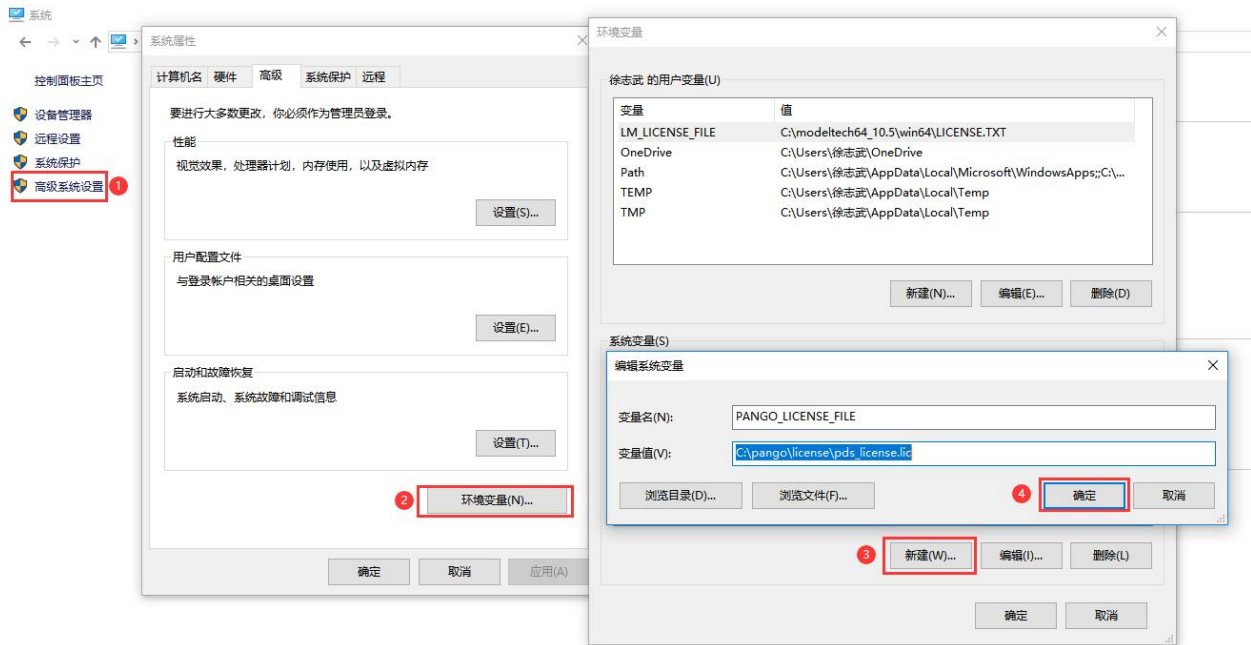 系统
控制面板主页
设备管理器
远程设置
系统保护
高级系统设置
1
系统属性
计算机名 硬件 高级 系统保护 远程
要进行大多数更改，你必须作为管理员登录。
性能
视觉效果，处理器计划，内存使用，以及虚拟内存
设置(S)...
用户配置文件
与登录帐户相关的桌面设置
设置(E)...
启动和故障恢复
系统启动、系统故障和调试信息
设置(T)...
2
环境变量(N)...
确定 取消 应用(A)
环境变量
徐志武 的用户变量(U)
变量 值
LM_LICENSE_FILE C:\modeltech64_10.5\win64\LICENSE.TXT
OneDrive C:\Users\徐志武\OneDrive
Path C:\Users\徐志武\AppData\Local\Microsoft\WindowsApps;;C:\...
TEMP C:\Users\徐志武\AppData\Local\Temp
TMP C:\Users\徐志武\AppData\Local\Temp
新建(N)... 编辑(E)... 删除(D)
系统变量(S)
编辑系统变量
变量名(N): PANGO_LICENSE_FILE
变量值(V): C:\pango\license\pds_license.lic
浏览目录(D)... 浏览文件(F)... 4 确定 取消
3 新建(W)... 编辑(I)... 删除(L)
确定 取消